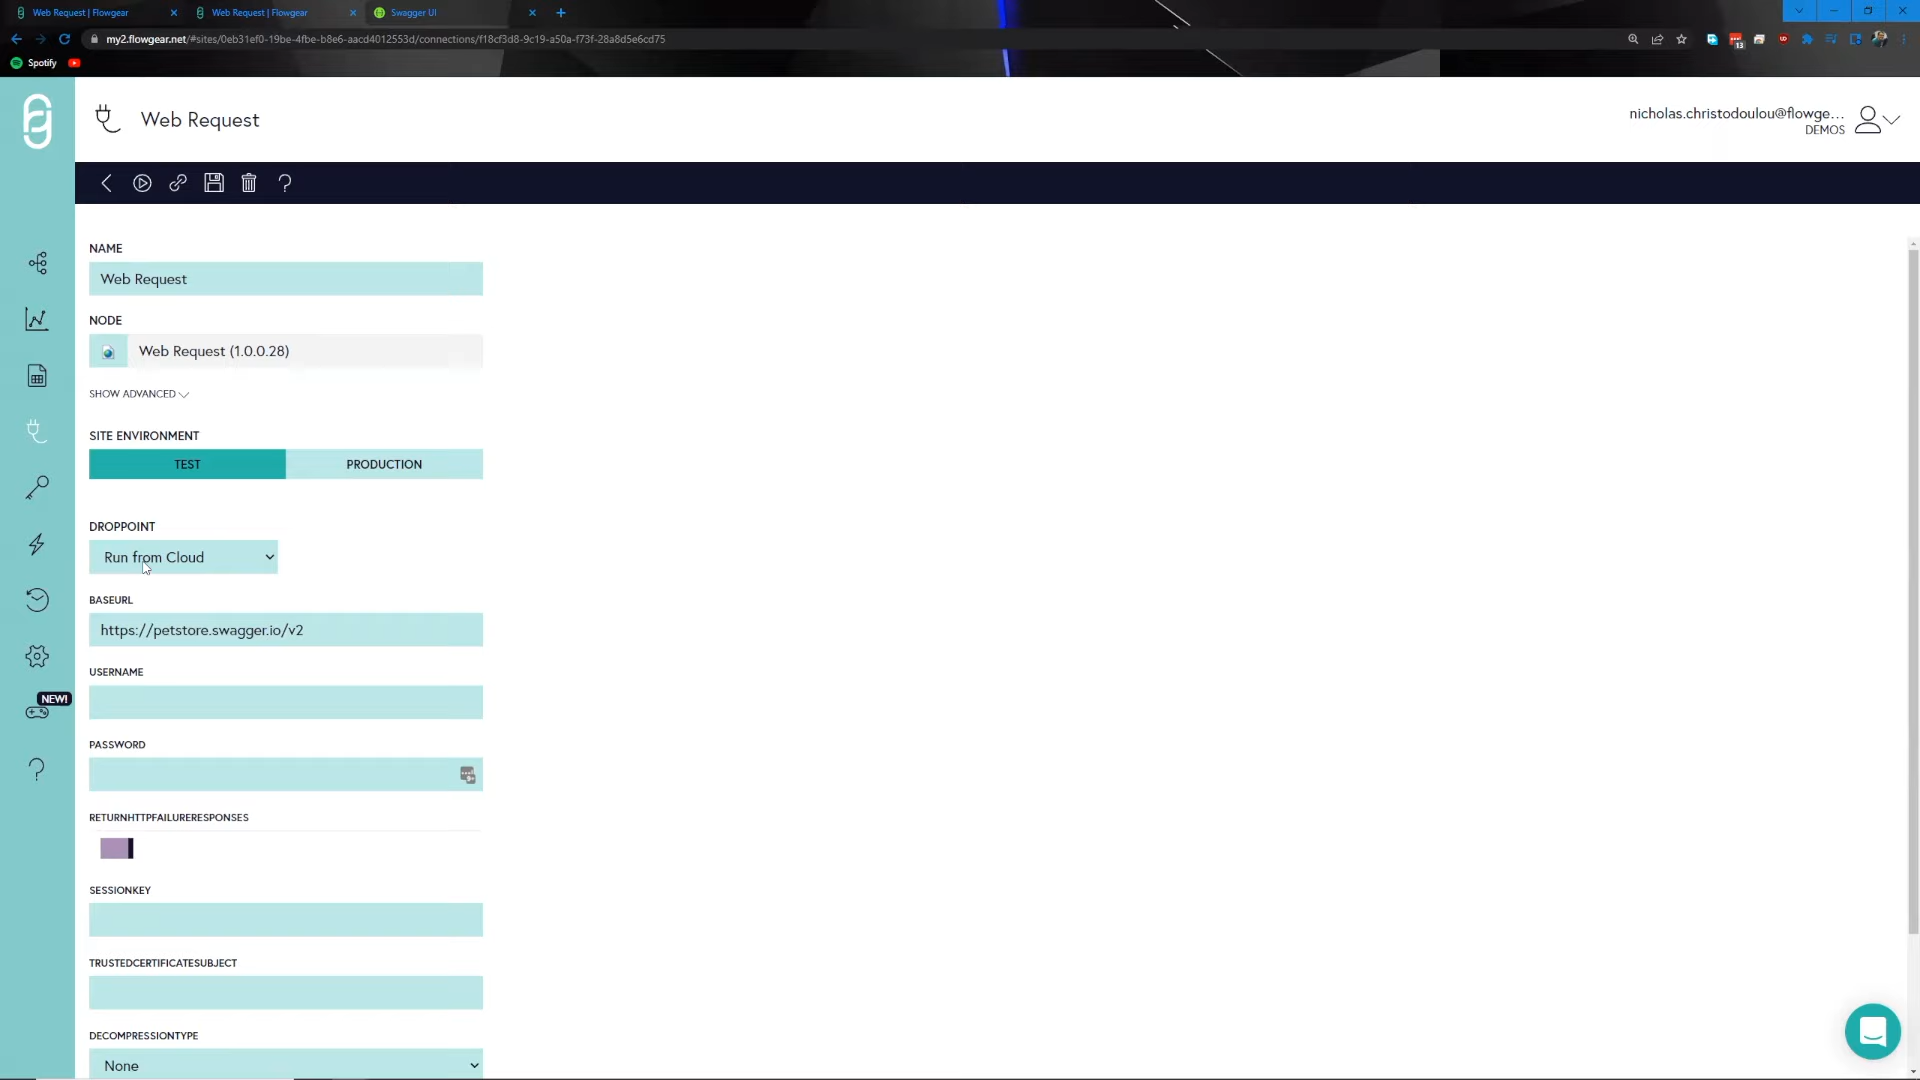 Web Request | Flowgear
Web Request | Flowgear
Swagger UI
my2.flowgear.net/#sites/0eb31ef0-19be-4fbe-b8e6-aacd4012553d/connections/f18cf3d8-9c19-a50a-f73f-28a8d5e6cd75
13
Spotify
Web Request
nicholas.christodoulou@flowge...
DEMOS
NAME
Web Request
NODE
Web Request (1.0.0.28)
SHOW ADVANCED
SITE ENVIRONMENT
TEST
PRODUCTION
DROPPOINT
Run from Cloud
BASEURL
https://petstore.swagger.io/v2
USERNAME
NEW!
PASSWORD
RETURNHTTPFAILURERESPONSES
SESSIONKEY
TRUSTEDCERTIFICATESUBJECT
DECOMPRESSIONTYPE
None